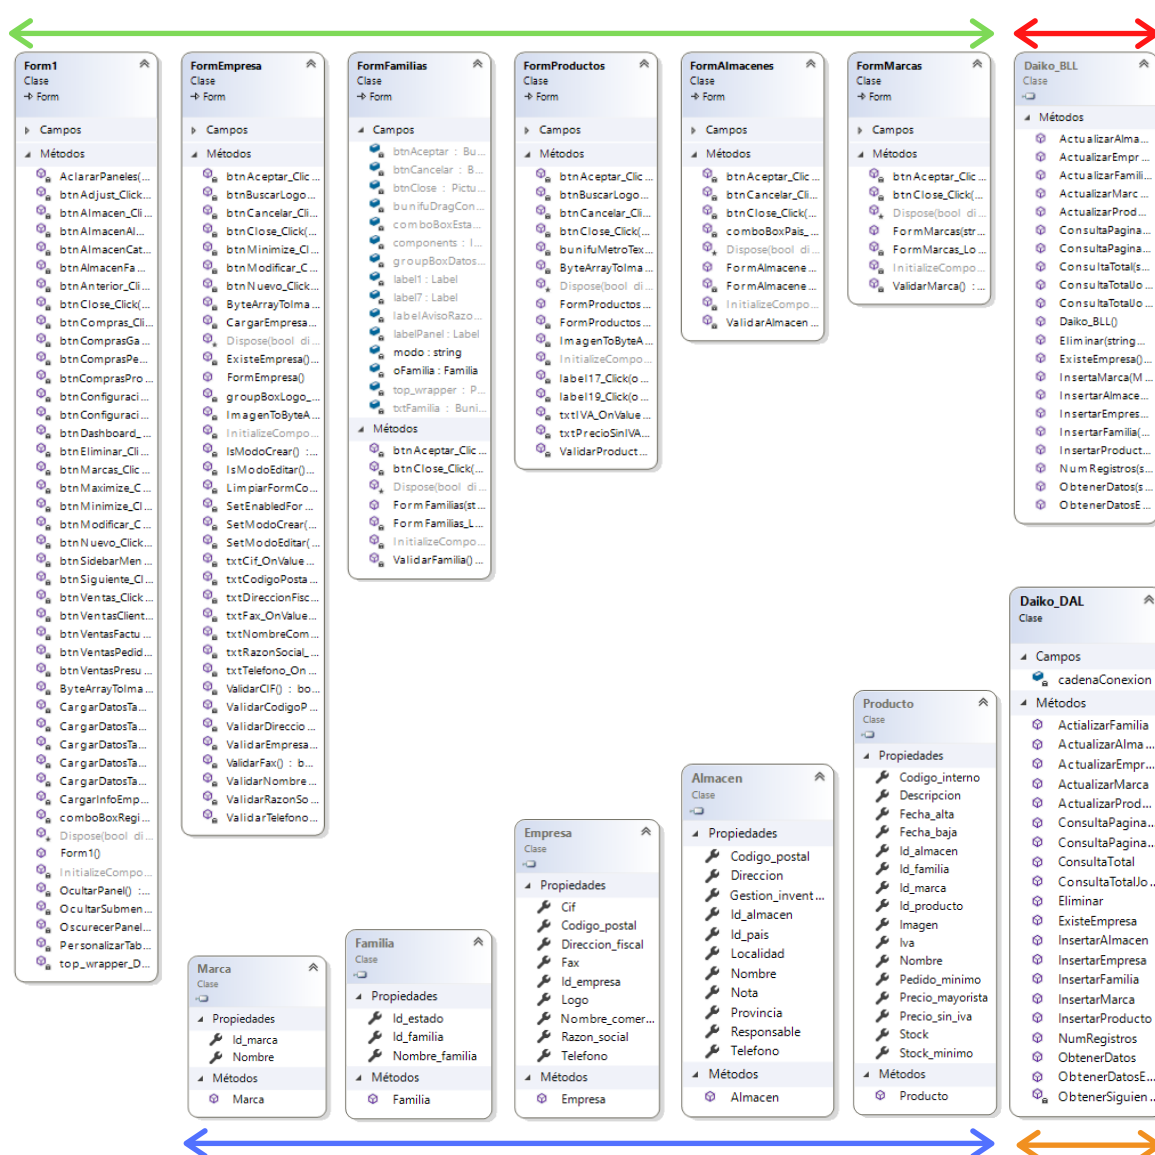 Form1
Clase
Form
Campos
Métodos
AclararPaneles(...
btnAdjust_Click...
btnAlmacen_Cli...
btnAlmacenAl...
btnAlmacenCat...
btnAlmacenFa...
btnAnterior_Cli...
btnClose_Click(...
btnCompras_Cli...
btnComprasGa...
btnComprasPe...
btnComprasPro...
btnConfiguraci...
btnConfiguraci...
btnDashboard_...
btnEliminar_Cli...
btnMarcas_Clic...
btnMaximize_C...
btnMinimize_Cl...
btnModificar_C...
btnNuevo_Click...
btnSidebarMen...
btnSiguiente_Cl...
btnVentas_Click...
btnVentasClient...
btnVentasFactu...
btnVentasPedid...
btnVentasPresu...
ByteArrayToIma...
CargarDatosTa...
CargarDatosTa...
CargarDatosTa...
CargarDatosTa...
CargarDatosTa...
CargarInfoEmp...
comboBoxRegi...
Dispose(bool di...
Form1()
InitializeCompo...
OcultarPanel() :...
OcultarSubmen...
OscurecerPanel...
PersonalizarTab...
top_wrapper_D...
FormEmpresa
Clase
Form
Campos
Métodos
btnAceptar_Clic...
btnBuscarLogo...
btnCancelar_Cli...
btnClose_Click(...
btnMinimize_Cl...
btnModificar_C...
btnNuevo_Click...
ByteArrayToIma...
CargarEmpresa...
Dispose(bool di...
ExisteEmpresa()...
FormEmpresa()
groupBoxLogo_...
ImagenToByteA...
InitializeCompo...
IsModoCrear() :...
IsModoEditar()...
LimpiarFormCo...
SetEnabledFor...
SetModoCrear(...
SetModoEditar(...
txtCif_OnValue...
txtCodigoPosta...
txtDireccionFisc...
txtFax_OnValue...
txtNombreCom...
txtRazonSocial_...
txtTelefono_On...
ValidarCIF() : bo...
ValidarCodigoP...
ValidarDireccio...
ValidarEmpresa...
ValidarFax() : b...
ValidarNombre...
ValidarRazonSo...
ValidarTelefono...
FormFamilias
Clase
Form
Campos
btnAceptar : Bu...
btnCancelar : B...
btnClose : Pictu...
bunifuDragCon...
comboBoxEsta...
components : I...
groupBoxDatos...
label1 : Label
label7 : Label
labelAvisoRazo...
labelPanel : Label
modo : string
oFamilia : Familia
top_wrapper : P...
txtFamilia : Buni...
Métodos
btnAceptar_Clic...
btnClose_Click(...
Dispose(bool di...
FormFamilias(st...
FormFamilias_L...
InitializeCompo...
ValidarFamilia()...
FormProductos
Clase
Form
Campos
Métodos
btnAceptar_Clic...
btnBuscarLogo...
btnCancelar_Cli...
btnClose_Click(...
bunifuMetroTex...
ByteArrayToIma...
Dispose(bool di...
FormProductos...
FormProductos...
ImagenToByteA...
InitializeCompo...
label17_Click(o...
label19_Click(o...
txtIVA_OnValue...
txtPrecioSinIVA...
ValidarProduct...
FormAlmacenes
Clase
Form
Campos
Métodos
btnAceptar_Clic...
btnCancelar_Cli...
btnClose_Click(...
comboBoxPais_...
Dispose(bool di...
FormAlmacene...
FormAlmacene...
InitializeCompo...
ValidarAlmacen...
FormMarcas
Clase
Form
Campos
Métodos
btnAceptar_Clic...
btnClose_Click(...
Dispose(bool di...
FormMarcas(str...
FormMarcas_Lo...
InitializeCompo...
ValidarMarca() :...
Daiko_BLL
Clase
Métodos
ActualizarAlma...
ActualizarEmpr...
ActualizarFamili...
ActualizarMarc...
ActualizarProd...
ConsultaPagina...
ConsultaPagina...
ConsultaTotal(s...
ConsultaTotalJo...
ConsultaTotalJo...
Daiko_BLL()
Eliminar(string...
ExisteEmpresa()...
InsertaMarca(M...
InsertarAlmace...
InsertarEmpres...
InsertarFamilia(...
InsertarProduct...
NumRegistros(s...
ObtenerDatos(s...
ObtenerDatosE...
Marca
Clase
Propiedades
Id_marca
Nombre
Métodos
Marca
Familia
Clase
Propiedades
Id_estado
Id_familia
Nombre_familia
Métodos
Familia
Empresa
Clase
Propiedades
Cif
Codigo_postal
Direccion_fiscal
Fax
Id_empresa
Logo
Nombre_comer...
Razon_social
Telefono
Métodos
Empresa
Almacen
Clase
Propiedades
Codigo_postal
Direccion
Gestion_invent...
Id_almacen
Id_pais
Localidad
Nombre
Nota
Provincia
Responsable
Telefono
Métodos
Almacen
Producto
Clase
Propiedades
Codigo_interno
Descripcion
Fecha_alta
Fecha_baja
Id_almacen
Id_familia
Id_marca
Id_producto
Imagen
Iva
Nombre
Pedido_minimo
Precio_mayorista
Precio_sin_iva
Stock
Stock_minimo
Métodos
Producto
Daiko_DAL
Clase
Campos
cadenaConexion
Métodos
ActializarFamilia
ActualizarAlma...
ActualizarEmpr...
ActualizarMarca
ActualizarProd...
ConsultaPagina...
ConsultaPagina...
ConsultaTotal
ConsultaTotalJo...
Eliminar
ExisteEmpresa
InsertarAlmacen
InsertarEmpresa
InsertarFamilia
InsertarMarca
InsertarProducto
NumRegistros
ObtenerDatos
ObtenerDatosE...
ObtenerSiguien...